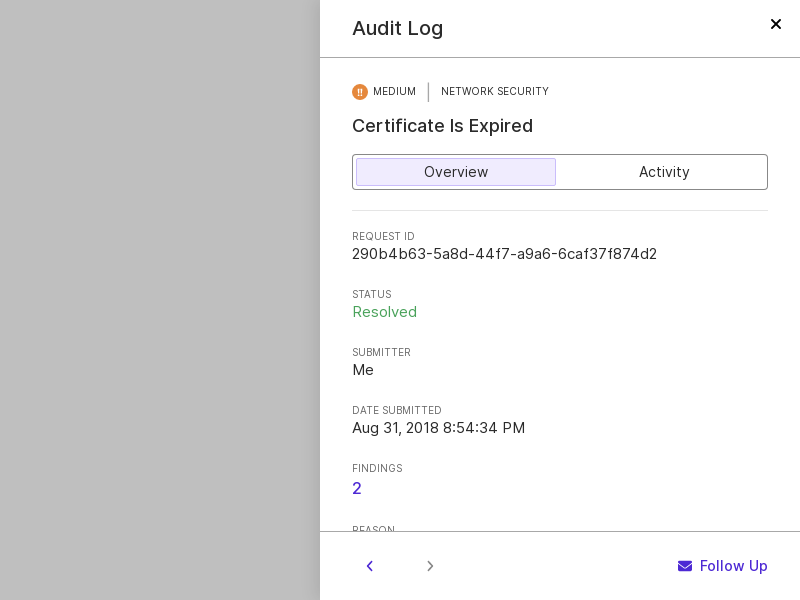 Audit Log
MEDIUM
NETWORK SECURITY
Certificate Is Expired
Overview
Activity
REQUEST ID
290b4b63-5a8d-44f7-a9a6-6caf37f874d2
STATUS
Resolved
SUBMITTER
Me
DATE SUBMITTED
Aug 31, 2018 8:54:34 PM
FINDINGS
2
REASON
Follow Up